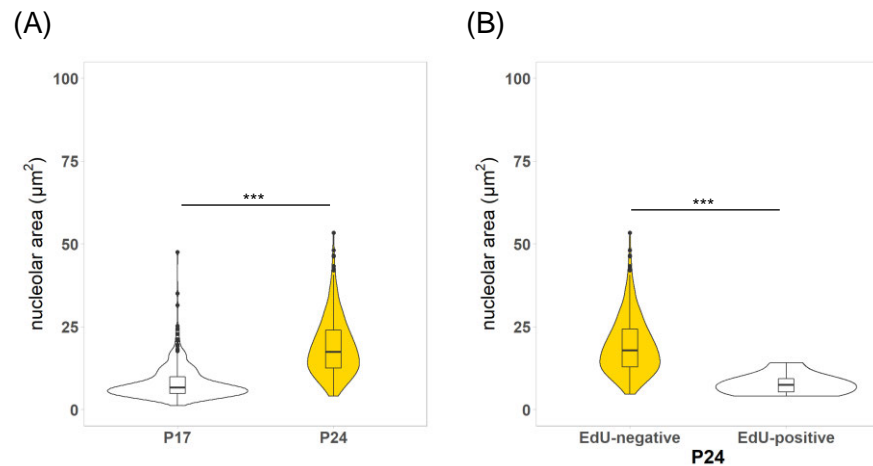 (A)
nucleolar area (µm²)
100
75
50
25
0
***
P17 P24
(B)
nucleolar area (µm²)
100
75
50
25
0
***
EdU-negative EdU-positive
P24